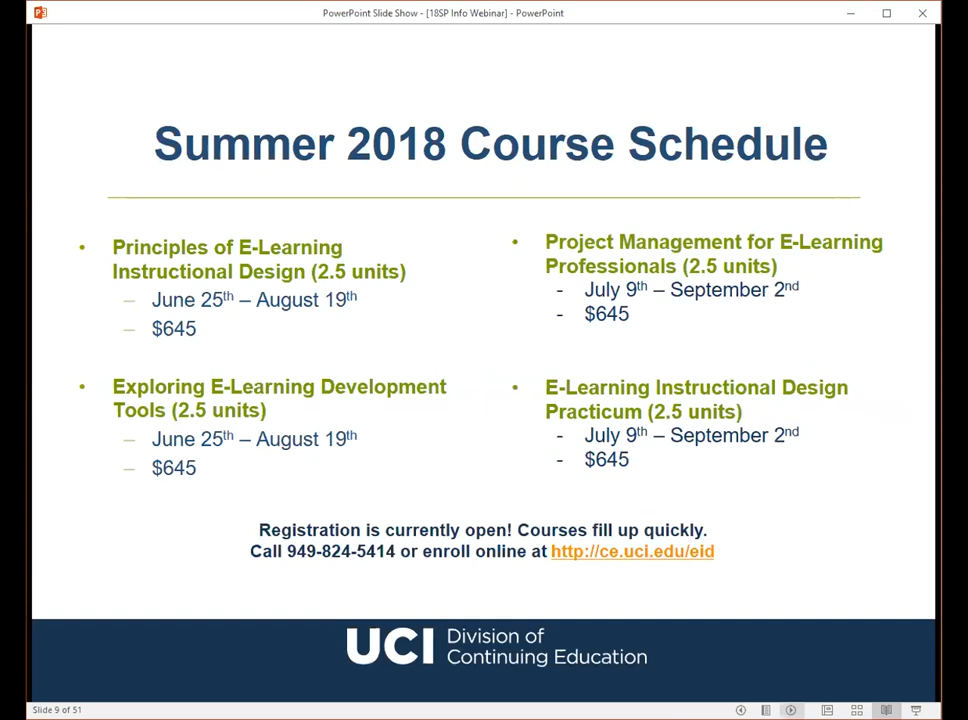 PowerPoint Slide Show - [18SP Info Webinar] - PowerPoint
Summer 2018 Course Schedule
• Principles of E-Learning
Instructional Design (2.5 units)
– June 25th – August 19th
– $645
• Exploring E-Learning Development
Tools (2.5 units)
– June 25th – August 19th
– $645
• Project Management for E-Learning
Professionals (2.5 units)
- July 9th – September 2nd
- $645
• E-Learning Instructional Design
Practicum (2.5 units)
- July 9th – September 2nd
- $645
Registration is currently open! Courses fill up quickly.
Call 949-824-5414 or enroll online at http://ce.uci.edu/eid
UCI Division of
Continuing Education
Slide 9 of 51